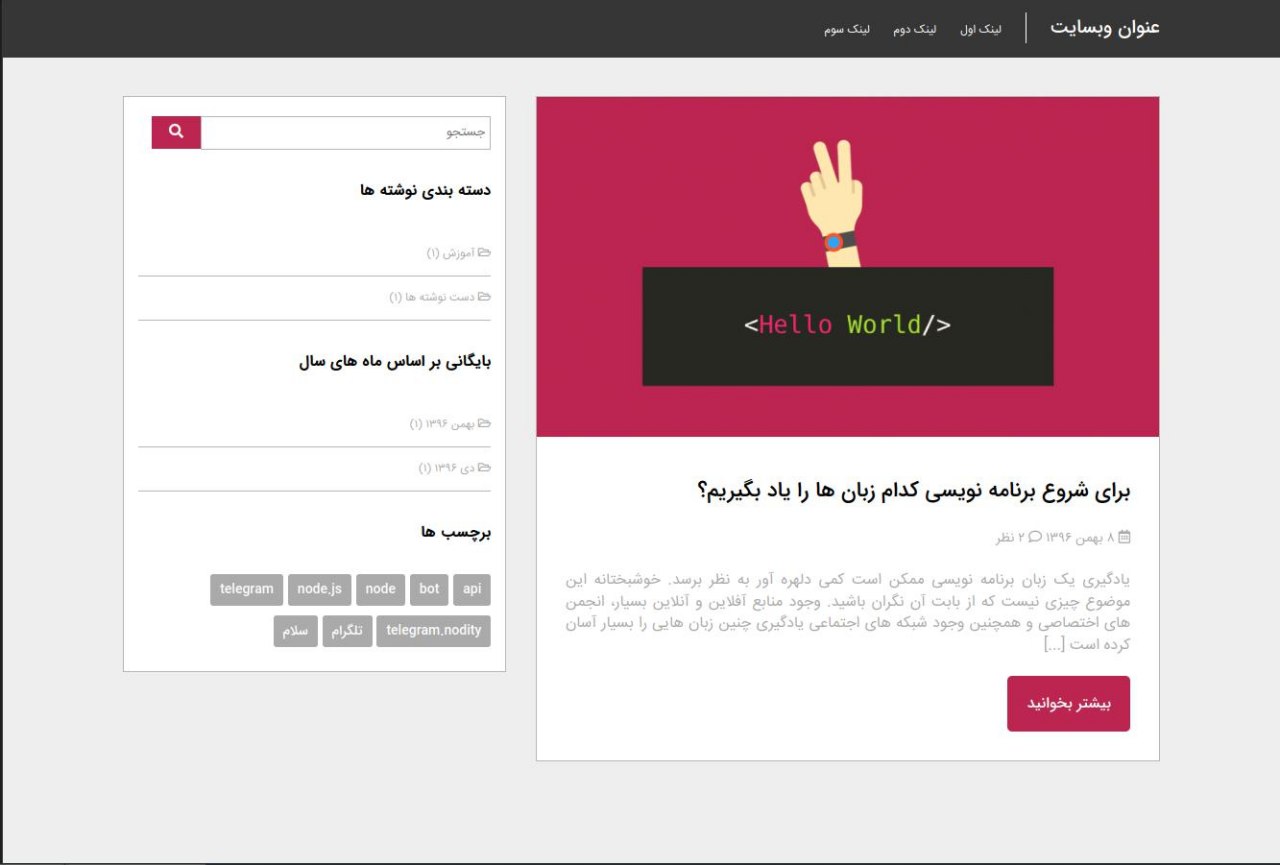 عنوان وبسایت
لینک اول
لینک دوم
لینک سوم
<Hello World/>
برای شروع برنامه نویسی کدام زبان ها را یاد بگیریم؟
۸ بهمن ۱۳۹۶ ۲ نظر
یادگیری یک زبان برنامه نویسی ممکن است کمی دلهره آور به نظر برسد. خوشبختانه این
موضوع چیزی نیست که از بابت آن نگران باشید. وجود منابع آفلاین و آنلاین بسیار، انجمن
های اختصاصی و همچنین وجود شبکه های اجتماعی یادگیری چنین زبان هایی را بسیار آسان
کرده است [...]
بیشتر بخوانید
جستجو
دسته بندی نوشته ها
آموزش (۱)
دست نوشته ها (۱)
بایگانی بر اساس ماه های سال
بهمن ۱۳۹۶ (۱)
دی ۱۳۹۶ (۱)
برچسب ها
api
bot
node
node.js
telegram
telegram.nodity
تلگرام
سلام